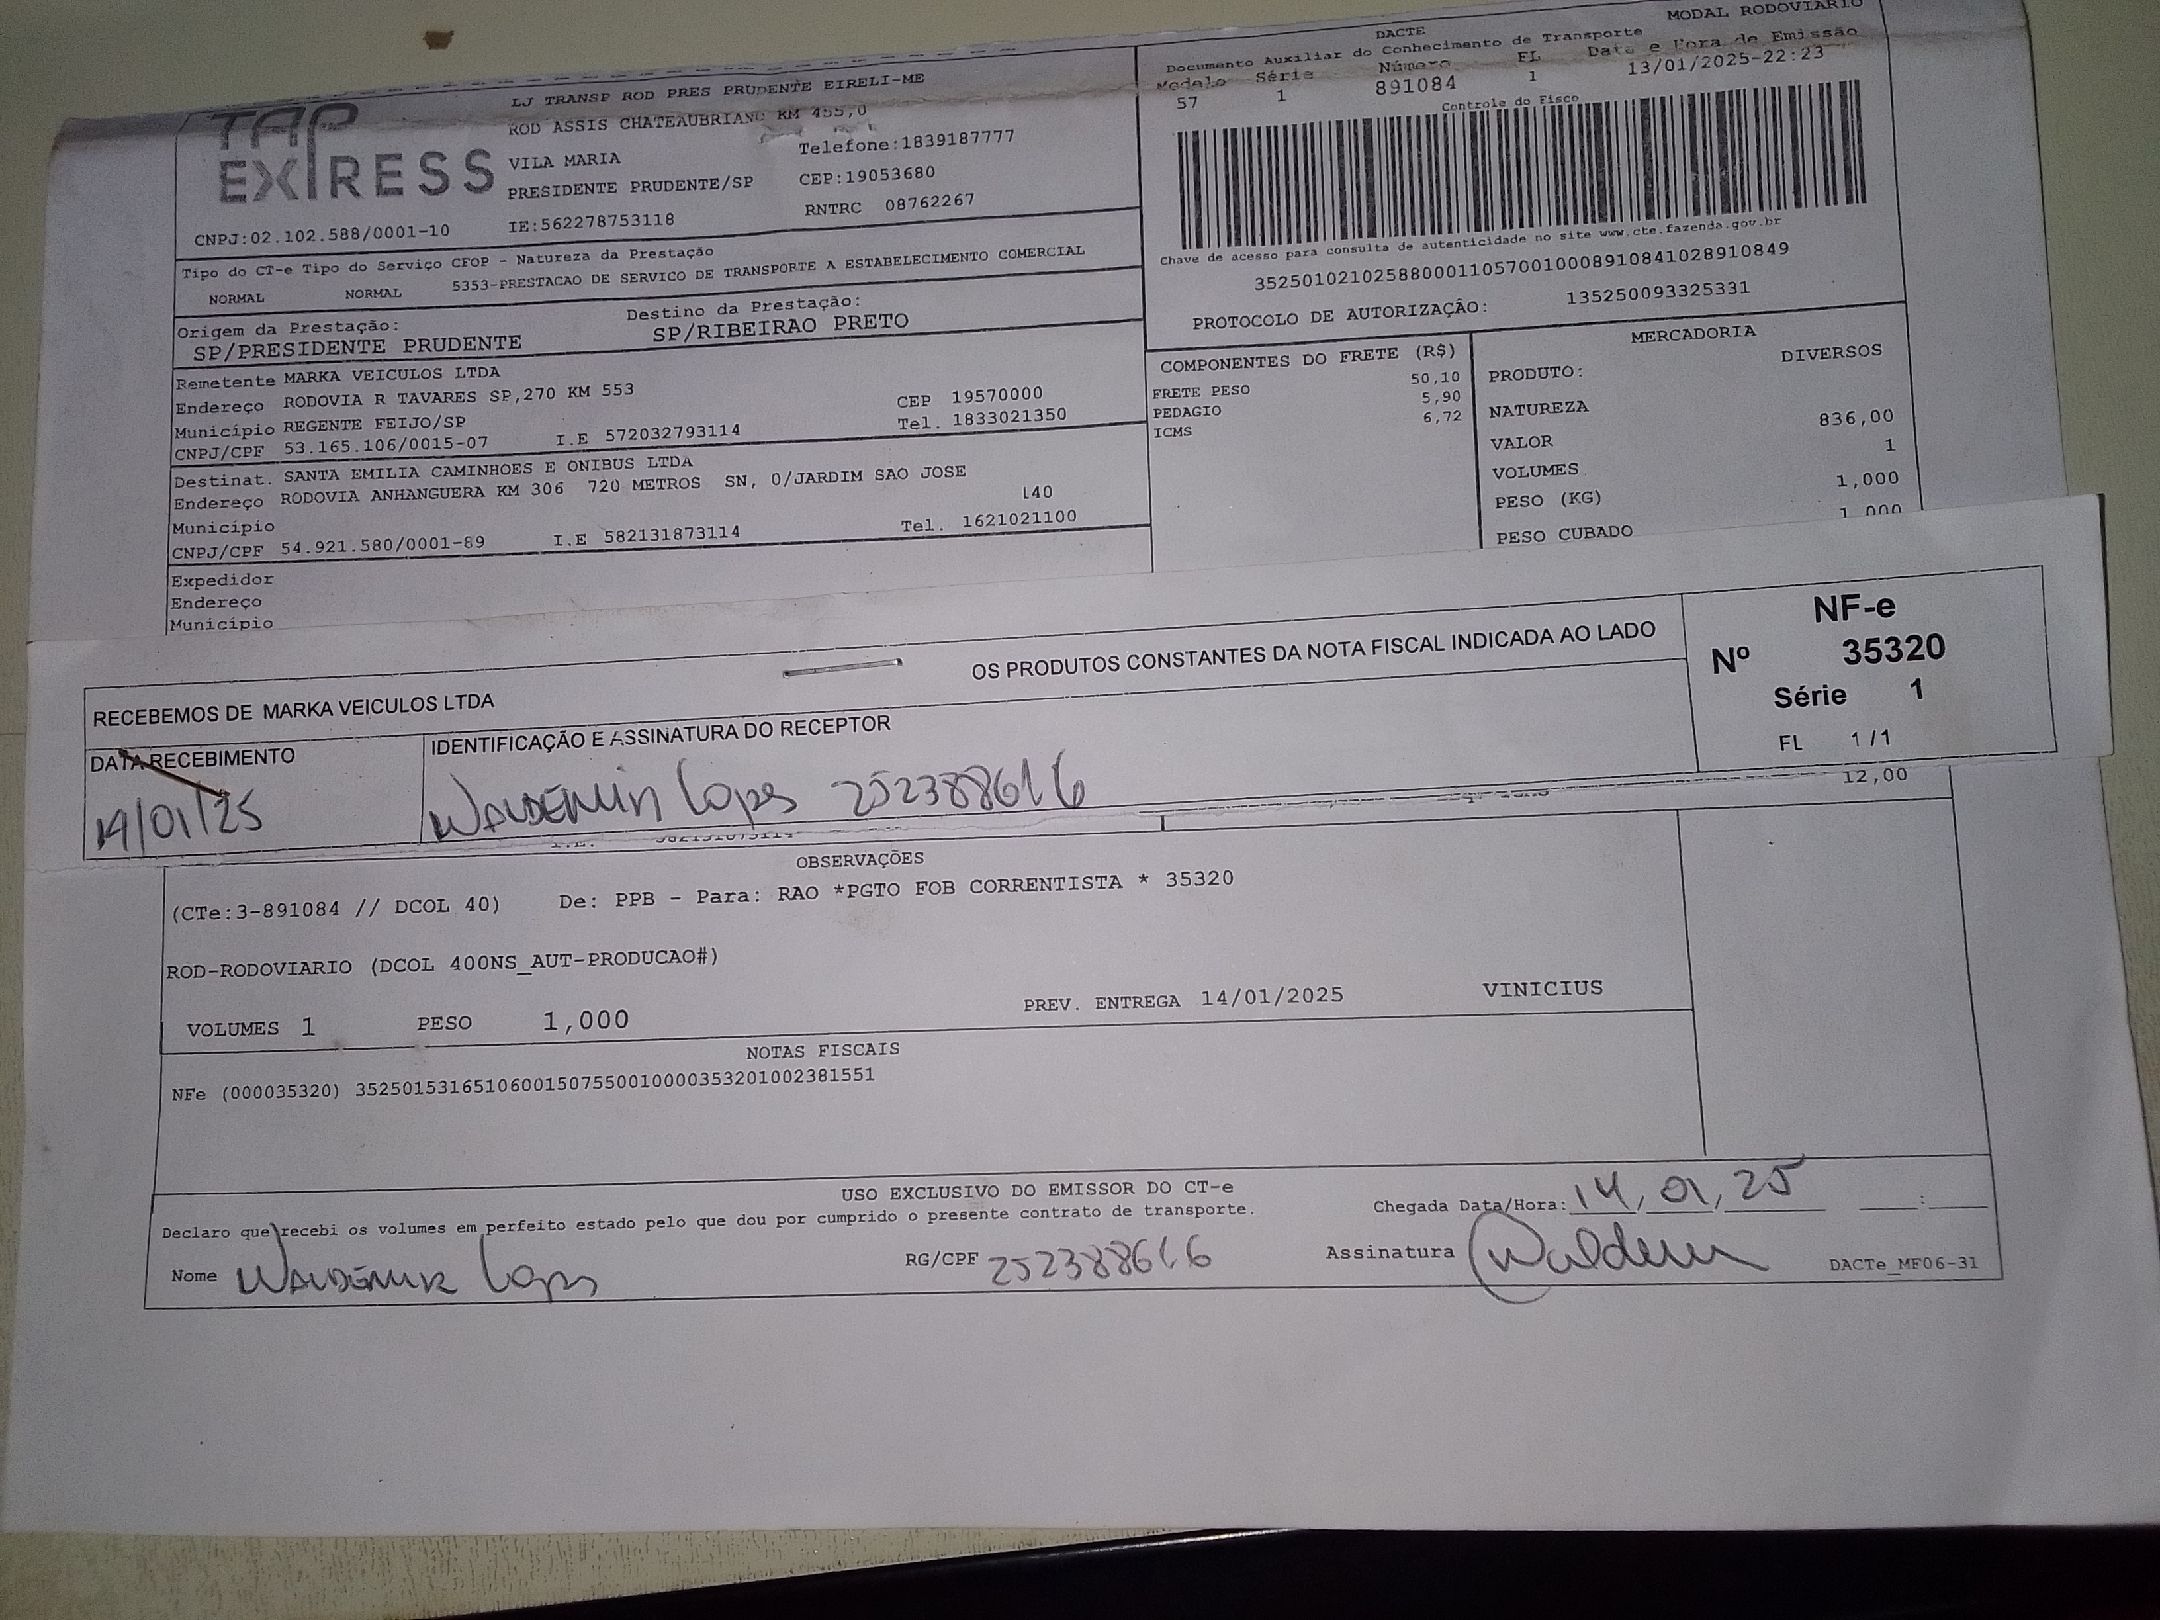 DACTE
MODAL RODOVIARIO
Documento Auxiliar do Conhecimento de Transporte
Modelo Série Número FL Data e Hora de Emissão
57 1 891084 1 13/01/2025-22:23
Controle do Fisco
TAP EXPRESS
LJ TRANSP ROD PRES PRUDENTE EIRELI-ME
ROD ASSIS CHATEAUBRIAND KM 455,0
VILA MARIA Telefone:1839187777
PRESIDENTE PRUDENTE/SP CEP:19053680
CNPJ:02.102.588/0001-10 IE:562278753118 RNTRC 08762267
Chave de acesso para consulta de autenticidade no site www.cte.fazenda.gov.br
35250102102588000110570010008910841028910849
PROTOCOLO DE AUTORIZAÇÃO: 135250093325331
Tipo do CT-e Tipo do Serviço CFOP - Natureza da Prestação
NORMAL NORMAL 5353-PRESTACAO DE SERVICO DE TRANSPORTE A ESTABELECIMENTO COMERCIAL
Origem da Prestação: Destino da Prestação:
SP/PRESIDENTE PRUDENTE SP/RIBEIRAO PRETO
Remetente MARKA VEICULOS LTDA
Endereço RODOVIA R TAVARES SP,270 KM 553 CEP 19570000
Município REGENTE FEIJO/SP Tel. 1833021350
CNPJ/CPF 53.165.106/0015-07 I.E 572032793114
Destinat. SANTA EMILIA CAMINHOES E ONIBUS LTDA
Endereço RODOVIA ANHANGUERA KM 306 720 METROS SN, 0/JARDIM SAO JOSE
Município 140
CNPJ/CPF 54.921.580/0001-89 I.E 582131873114 Tel. 1621021100
Expedidor
Endereço
Município
COMPONENTES DO FRETE (R$)
FRETE PESO 50,10
PEDAGIO 5,90
ICMS 6,72
MERCADORIA
PRODUTO: DIVERSOS
NATUREZA
VALOR 836,00
VOLUMES 1
PESO (KG) 1,000
PESO CUBADO 1,000
RECEBEMOS DE MARKA VEICULOS LTDA OS PRODUTOS CONSTANTES DA NOTA FISCAL INDICADA AO LADO
DATA RECEBIMENTO IDENTIFICAÇÃO E ASSINATURA DO RECEPTOR
14/01/25 WALDEMIR Lopes 252388616
NF-e
Nº 35320
Série 1
FL 1/1
12,00
OBSERVAÇÕES
(CTe:3-891084 // DCOL 40) De: PPB - Para: RAO *PGTO FOB CORRENTISTA * 35320
ROD-RODOVIARIO (DCOL 400NS_AUT-PRODUCAO#)
VOLUMES 1 PESO 1,000 PREV. ENTREGA 14/01/2025 VINICIUS
NOTAS FISCAIS
NFe (000035320) 35250153165106001507550010000353201002381551
USO EXCLUSIVO DO EMISSOR DO CT-e
Declaro que recebi os volumes em perfeito estado pelo que dou por cumprido o presente contrato de transporte.
Chegada Data/Hora: 14, 01, 25 :
Nome WALDEMIR Lopes RG/CPF 252388616 Assinatura Waldem
DACTe_MF06-31